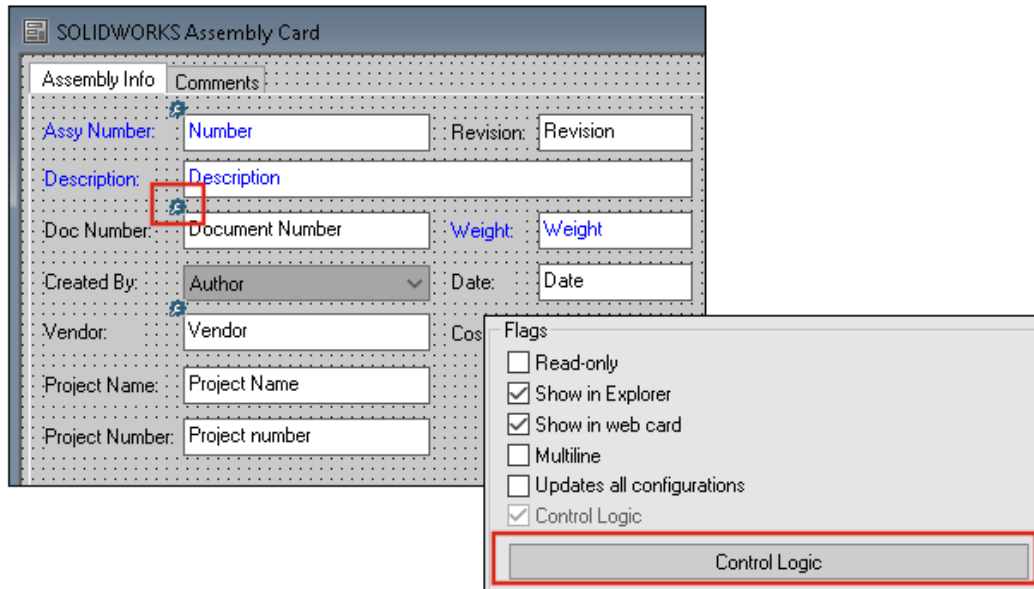 SOLIDWORKS Assembly Card
Assembly Info Comments
Assy Number: Number Revision: Revision
Description: Description
Doc Number: Document Number Weight: Weight
Created By: Author Date: Date
Vendor: Vendor Cos
Project Name: Project Name
Project Number: Project number
Flags
Read-only
Show in Explorer
Show in web card
Multiline
Updates all configurations
Control Logic
Control Logic